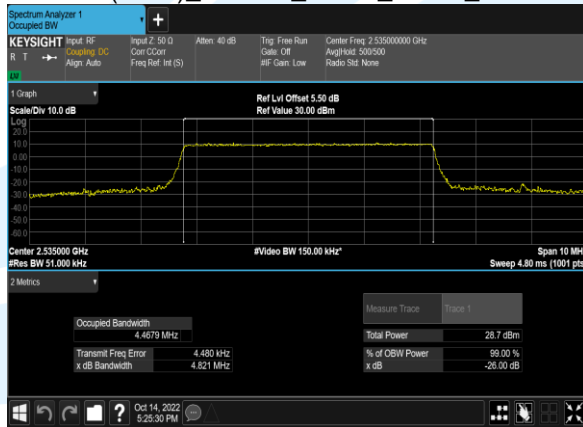 Spectrum Analyzer 1
Occupied BW
KEYSIGHT
Input: RF
Coupling: DC
Align: Auto
Input Z: 50 Ω
Corr CCorr
Freq Ref: Int (S)
Atten: 40 dB
Trig: Free Run
Gate: Off
#IF Gain: Low
Center Freq: 2.535000000 GHz
Avg|Hold: 500/500
Radio Std: None
R T
LXI
1 Graph
Scale/Div 10.0 dB
Ref Lvl Offset 5.50 dB
Ref Value 30.00 dBm
Log
20.0
10.0
0.00
-10.0
-20.0
-30.0
-40.0
-50.0
-60.0
Center 2.535000 GHz
#Video BW 150.00 kHz*
Span 10 MH
#Res BW 51.000 kHz
Sweep 4.80 ms (1001 pts
2 Metrics
Measure Trace
Trace 1
Occupied Bandwidth
4.4679 MHz
Total Power
28.7 dBm
Transmit Freq Error
4.480 kHz
% of OBW Power
99.00 %
x dB Bandwidth
4.821 MHz
x dB
-26.00 dB
?
Oct 14, 2022
5:25:30 PM